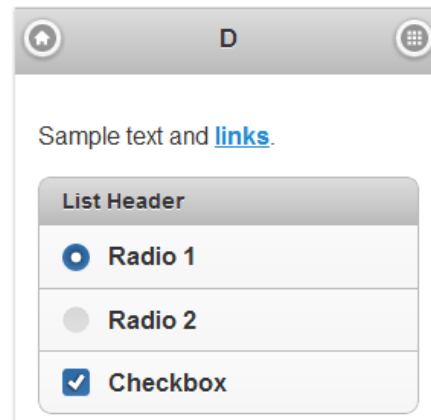 D
Sample text and links.
List Header
Radio 1
Radio 2
Checkbox